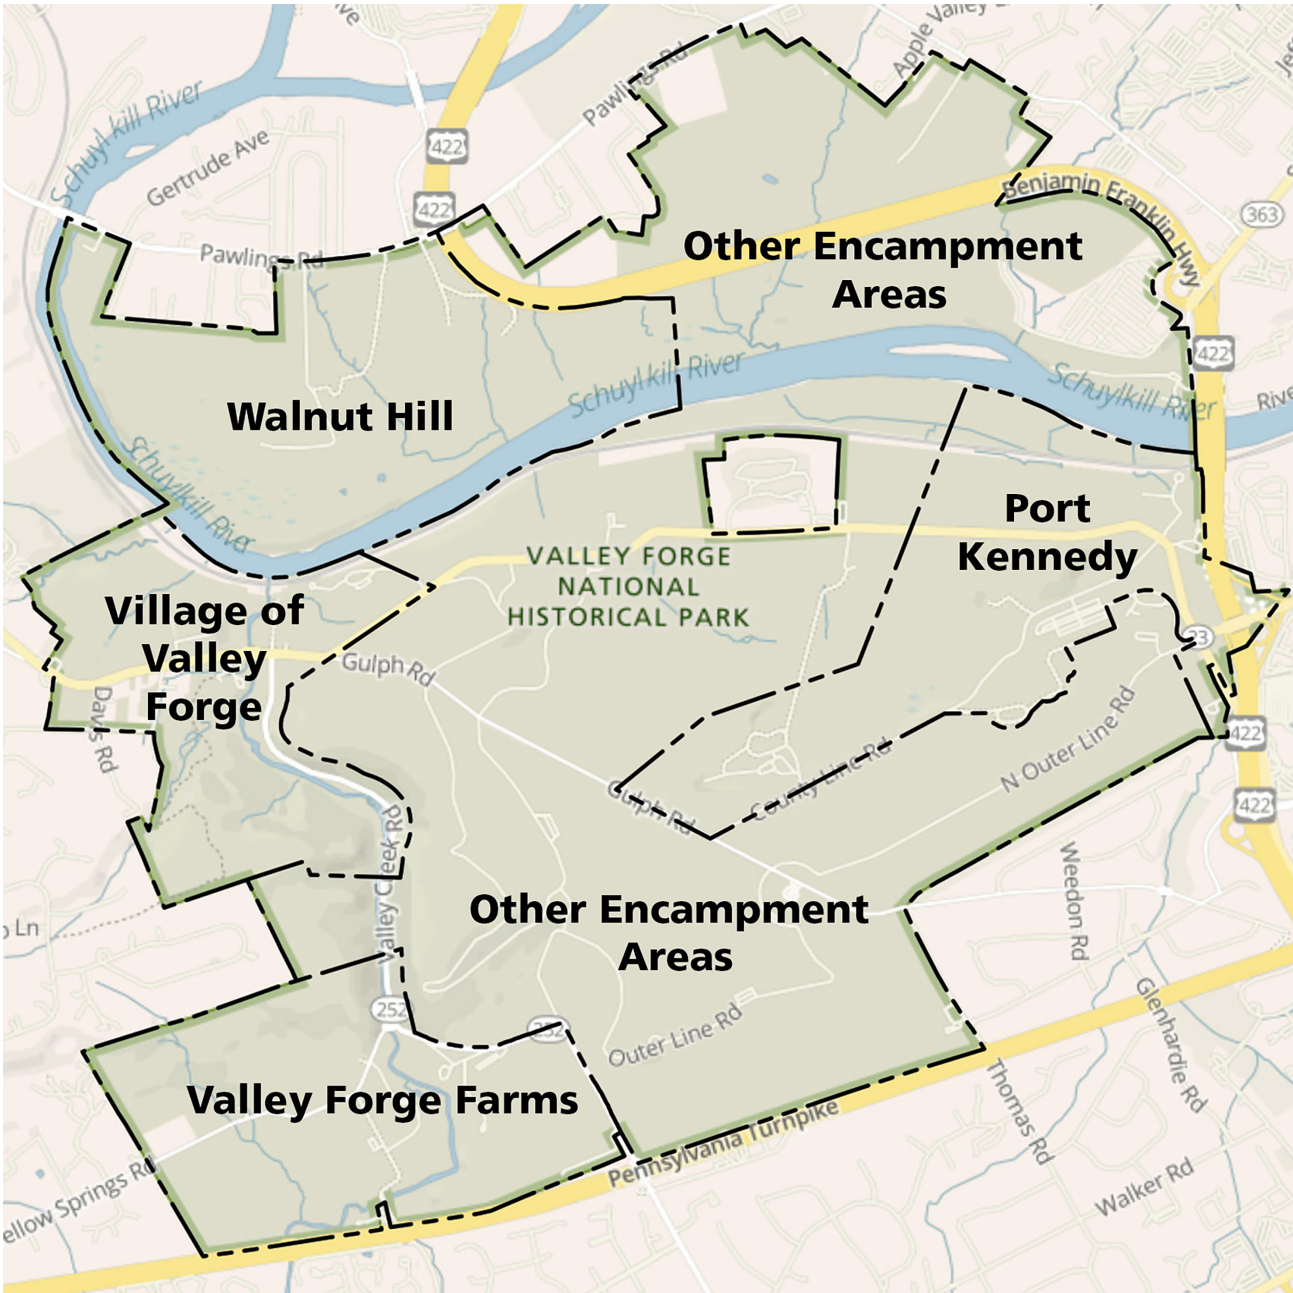 Schuylkill River
Gertrude Ave
Pawlings Rd
Apple Valley
422
422
Pawlings Rd
Benjamin Franklin Hwy
363
Other Encampment
Areas
422
Schuylkill River
Schuylkill River
Walnut Hill
Schuylkill River
Port
Kennedy
VALLEY FORGE
NATIONAL
HISTORICAL PARK
Village of
Valley
Forge
23
Gulph Rd
Davis Rd
N Outer Line Rd
422
County Line Rd
Gulph Rd
422
Valley Creek Rd
Weedon Rd
Other Encampment
Areas
Ln
252
252
Outer Line Rd
Glenhardie Rd
Valley Forge Farms
Pennsylvania Turnpike
Thomas Rd
Walker Rd
ellow Springs Rd